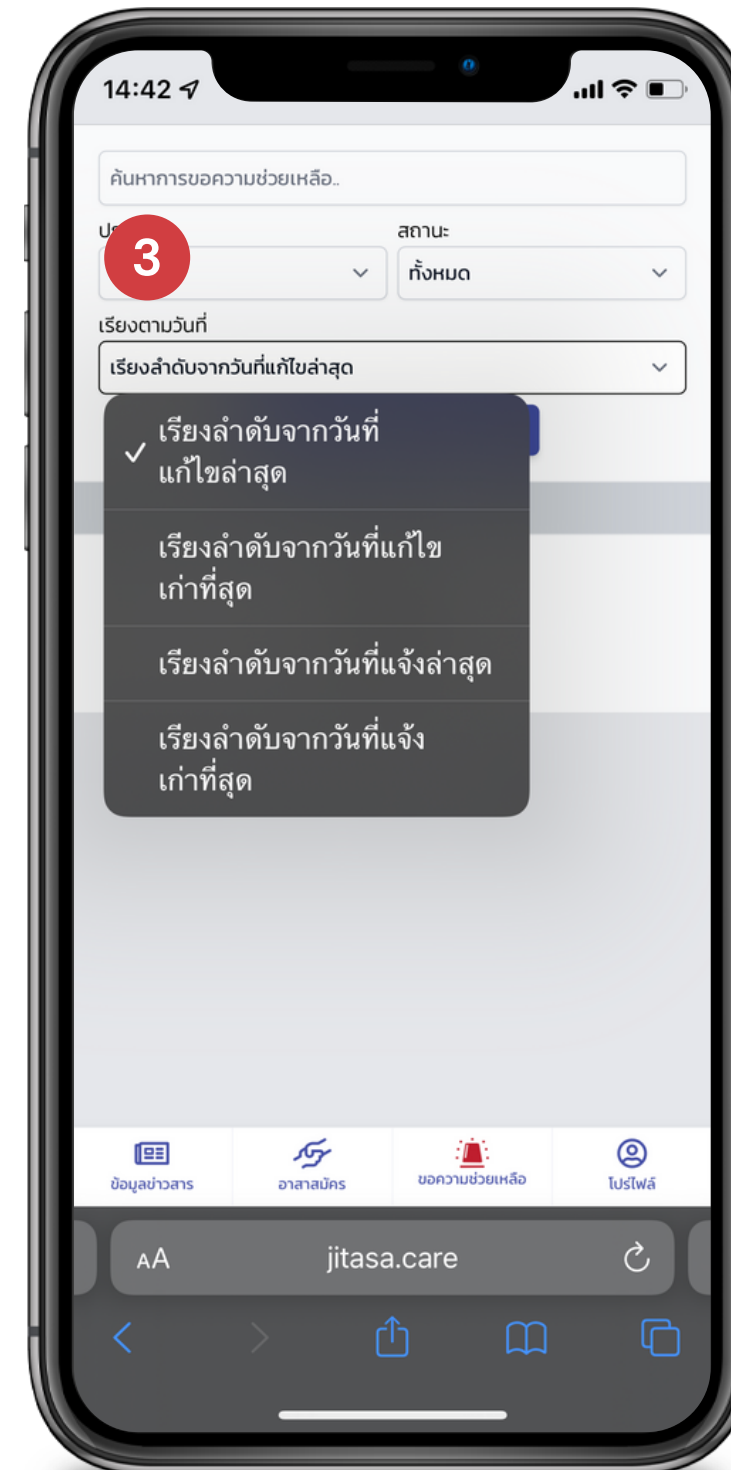 14:42
ค้นหาการขอความช่วยเหลือ..
3
สถานะ
ทั้งหมด
เรียงตามวันที่
เรียงลำดับจากวันที่แก้ไขล่าสุด
เรียงลำดับจากวันที่
แก้ไขล่าสุด
เรียงลำดับจากวันที่แก้ไข
เก่าที่สุด
เรียงลำดับจากวันที่แจ้งล่าสุด
เรียงลำดับจากวันที่แจ้ง
เก่าที่สุด
ข้อมูลข่าวสาร อาสาสมัคร ขอความช่วยเหลือ โปรไฟล์
AA jitasa.care